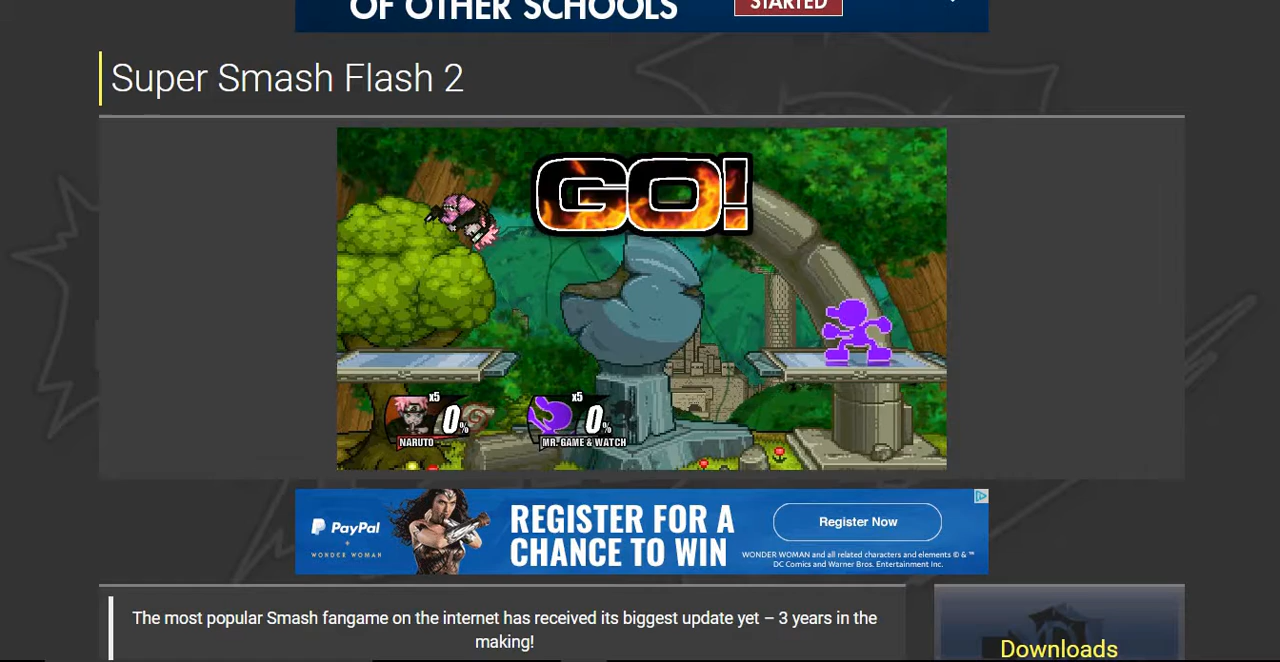 OF OTHER SCHOOLS
STARTED
Super Smash Flash 2
GO!
x5
0%
NARUTO
x5
0%
MR. GAME & WATCH
PayPal
+
WONDER WOMAN
REGISTER FOR A
CHANCE TO WIN
Register Now
WONDER WOMAN and all related characters and elements © & ™
DC Comics and Warner Bros. Entertainment Inc.
The most popular Smash fangame on the internet has received its biggest update yet – 3 years in the
making!
Downloads